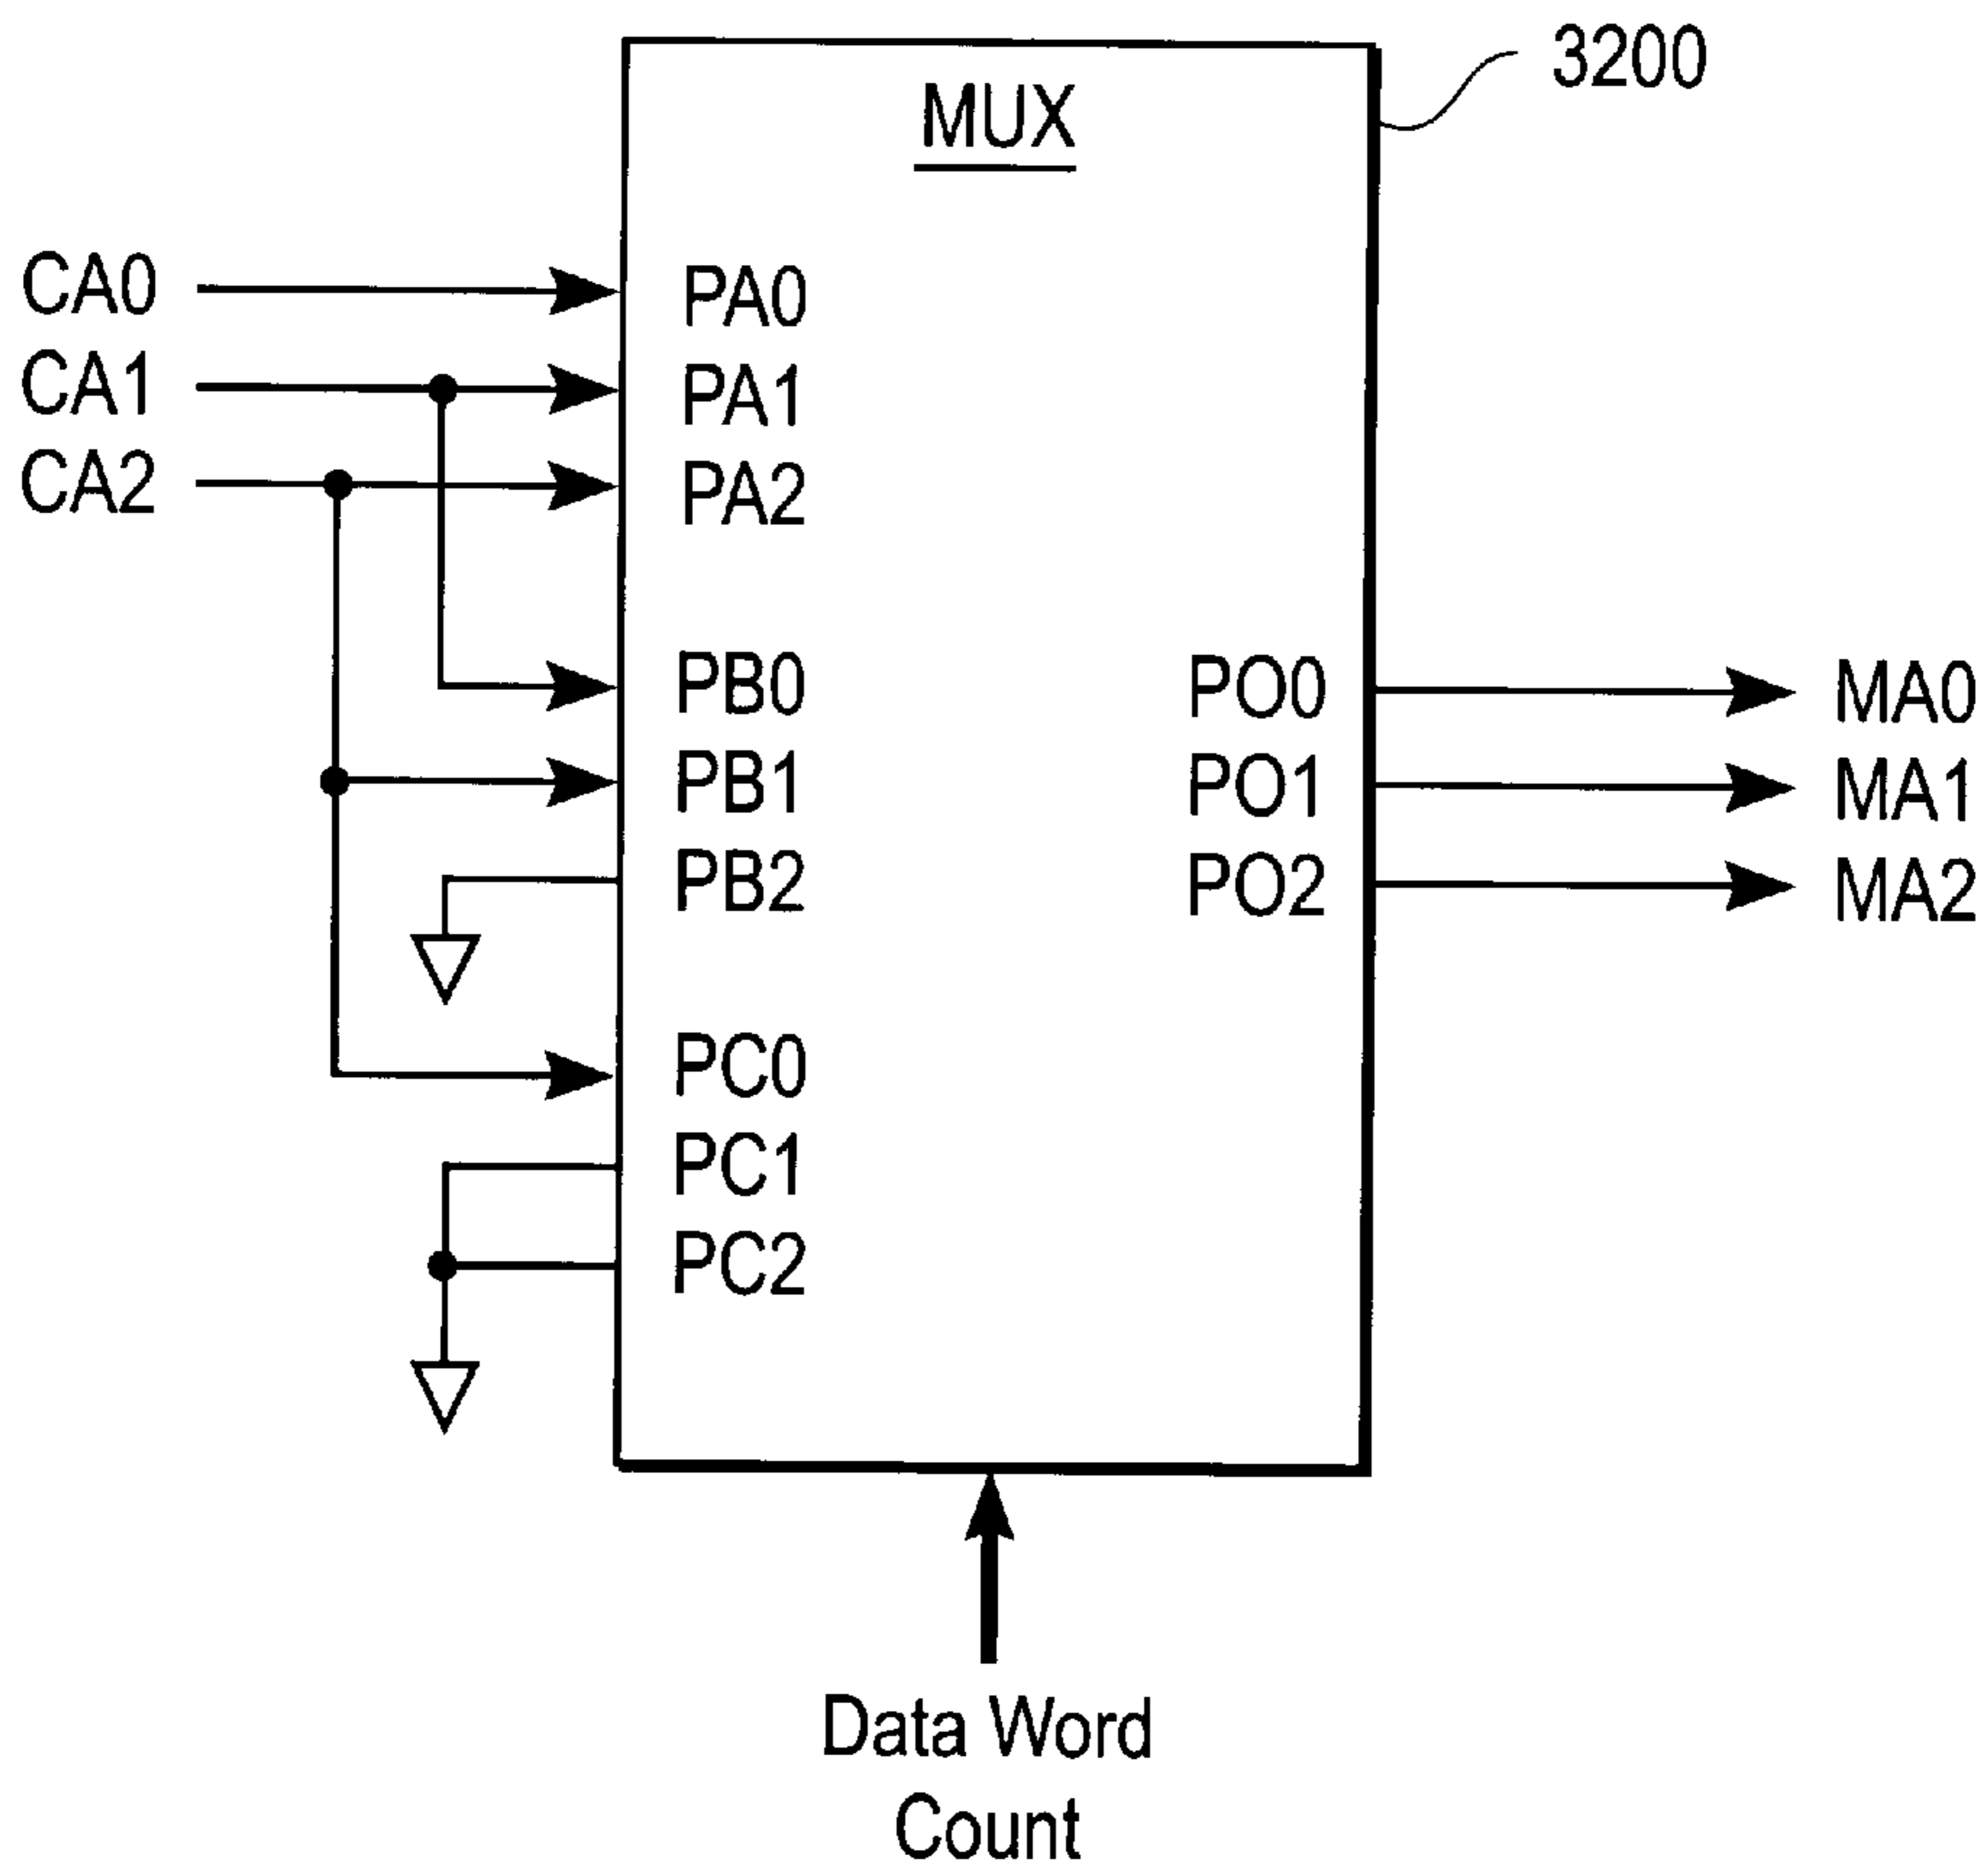 3200
MUX
CA0
CA1
CA2
PA0
PA1
PA2
PB0
PB1
PB2
PC0
PC1
PC2
PO0
PO1
PO2
MA0
MA1
MA2
Data Word
Count